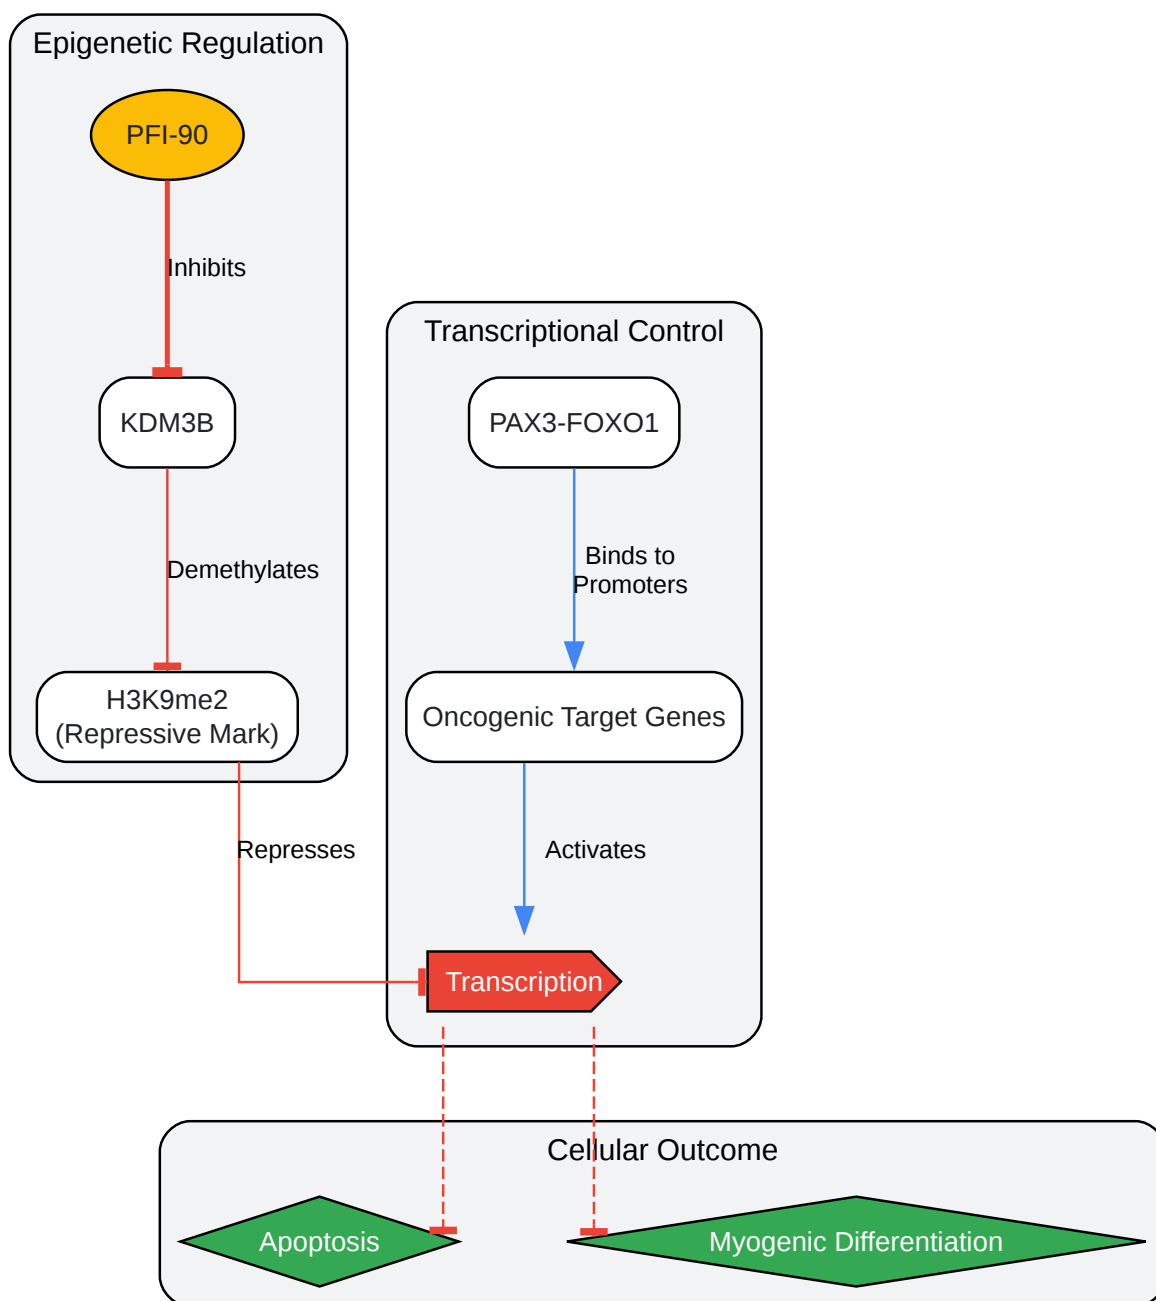 Epigenetic Regulation
PFI-90
Inhibits
KDM3B
Demethylates
H3K9me2
(Repressive Mark)
Represses
Transcriptional Control
PAX3-FOXO1
Binds to
Promoters
Oncogenic Target Genes
Activates
Transcription
Cellular Outcome
Apoptosis
Myogenic Differentiation